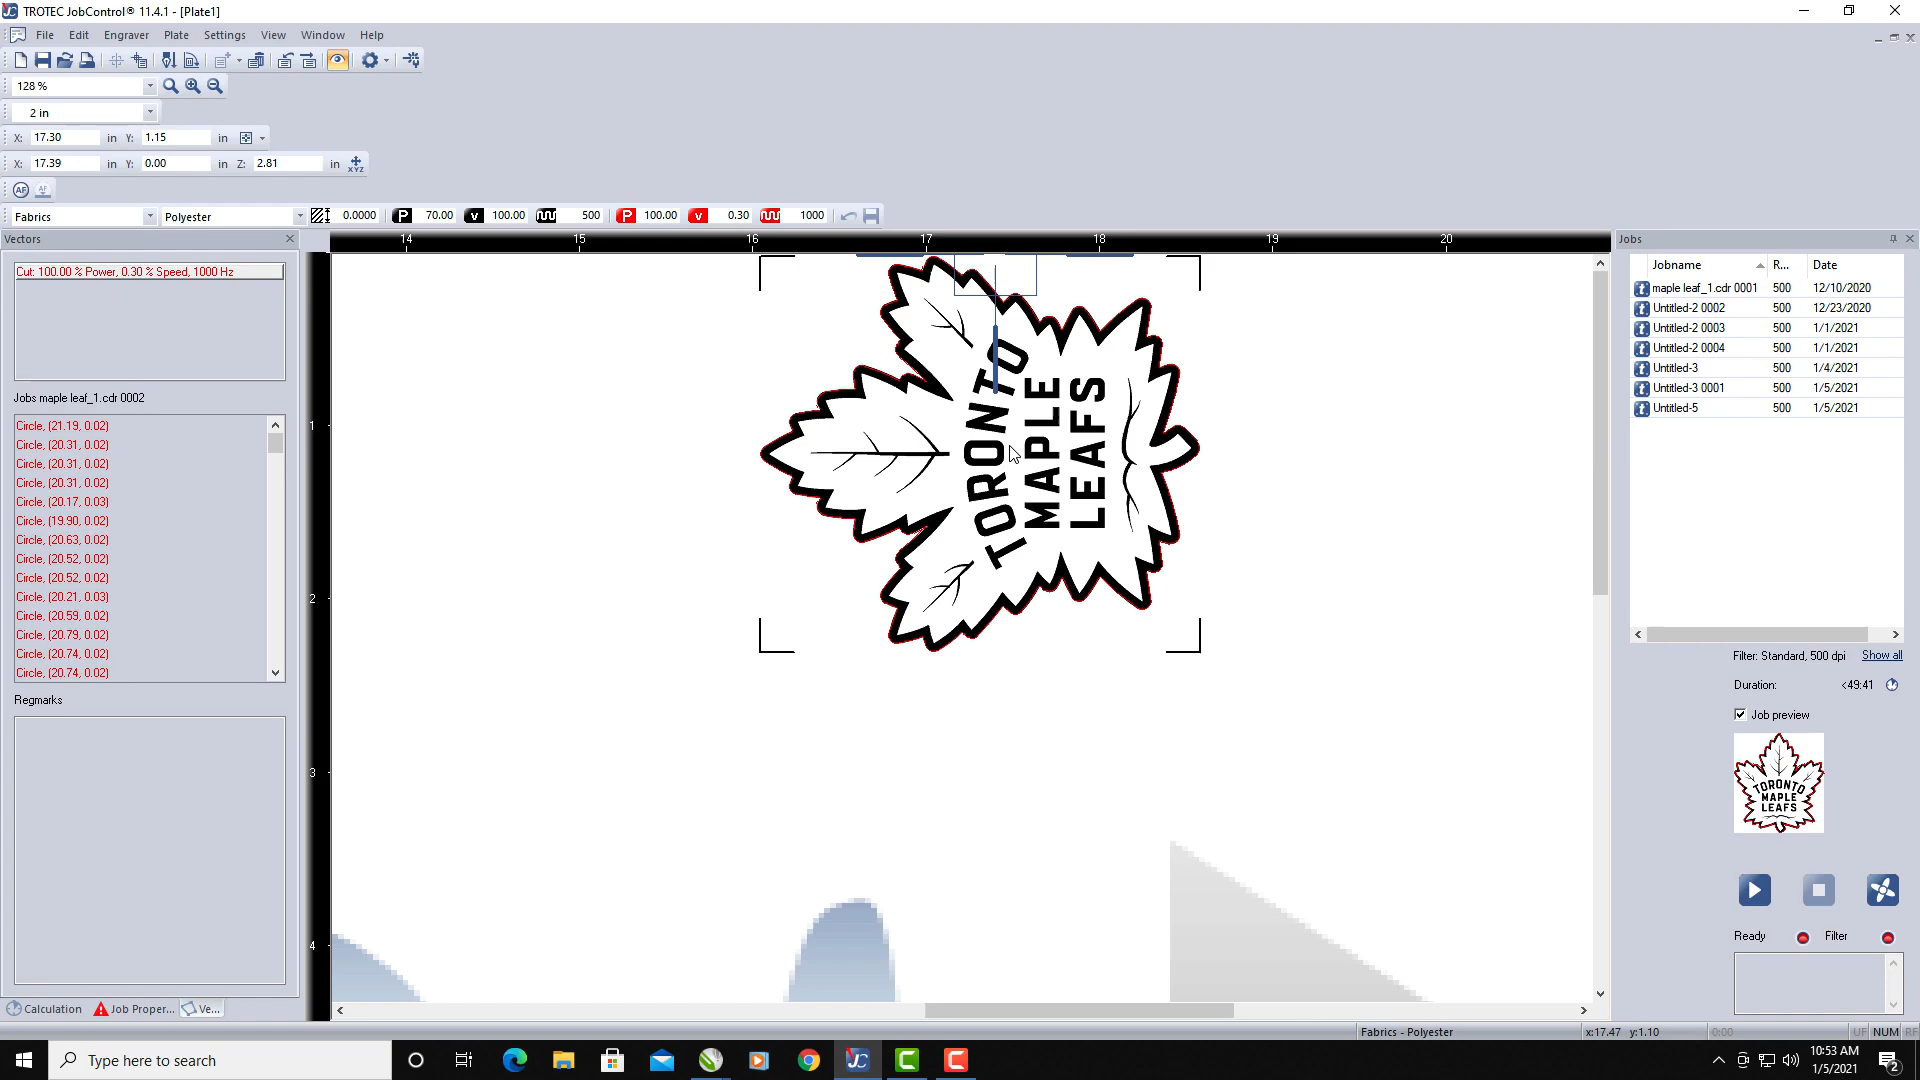 TROTEC JobControl® 11.4.1 - [Plate1]
File Edit Engraver Plate Settings View Window Help
128 %
2 in
X: 17.30 in Y: 1.15 in
X: 17.39 in Y: 0.00 in Z: 2.81 in XYZ
AF AF
Fabrics Polyester 0.0000 P 70.00 v 100.00 500 P 100.00 v 0.30 1000
Vectors
Cut: 100.00 % Power, 0.30 % Speed, 1000 Hz
Jobs maple leaf_1.cdr 0002
Circle, (21.19, 0.02)
Circle, (20.31, 0.02)
Circle, (20.31, 0.02)
Circle, (20.31, 0.02)
Circle, (20.17, 0.03)
Circle, (19.90, 0.02)
Circle, (20.63, 0.02)
Circle, (20.52, 0.02)
Circle, (20.52, 0.02)
Circle, (20.21, 0.03)
Circle, (20.59, 0.02)
Circle, (20.79, 0.02)
Circle, (20.74, 0.02)
Circle, (20.74, 0.02)
Regmarks
Calculation Job Proper... Ve...
14 15 16 17 18 19 20
1
2
3
4
TORONTO
MAPLE
LEAFS
Jobs
Jobname R... Date
maple leaf_1.cdr 0001 500 12/10/2020
Untitled-2 0002 500 12/23/2020
Untitled-2 0003 500 1/1/2021
Untitled-2 0004 500 1/1/2021
Untitled-3 500 1/4/2021
Untitled-3 0001 500 1/5/2021
Untitled-5 500 1/5/2021
Filter: Standard, 500 dpi Show all
Duration: <49:41
Job preview
TORONTO
MAPLE
LEAFS
Ready Filter
Fabrics - Polyester x:17.47 y:1.10 0:00 UF NUM RF
Type here to search
JC
C
C
10:53 AM
1/5/2021
2